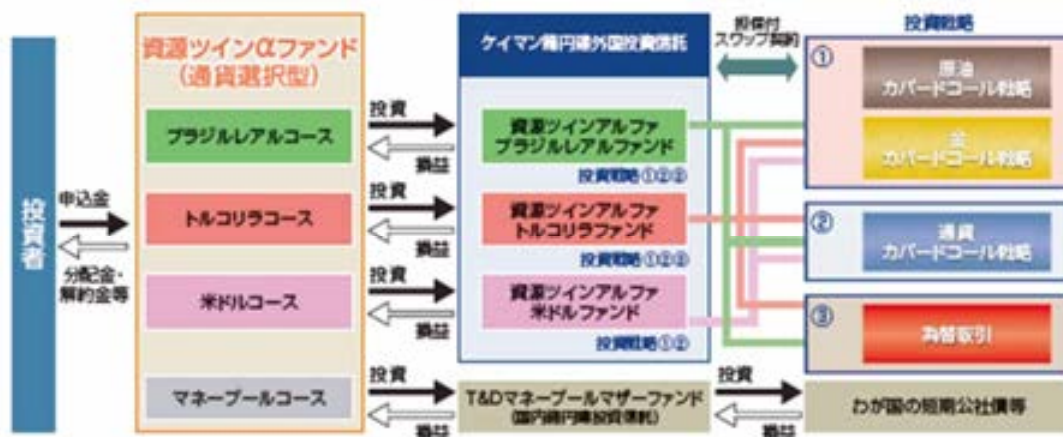 投資者
申込金
分配金・
解約金等
資源ツインαファンド
(通貨選択型)
ブラジルレアルコース
トルコリラコース
米ドルコース
マネープールコース
投資
損益
投資
損益
投資
損益
投資
損益
ケイマン籍円建外国投資信託
資源ツインアルファ
ブラジルレアルファンド
投資戦略①②③
資源ツインアルファ
トルコリラファンド
投資戦略①②③
資源ツインアルファ
米ドルファンド
投資戦略①②
T&Dマネープールマザーファンド
(国内籍円建投資信託)
担保付
スワップ契約
投資
損益
投資戦略
①
原油
カバードコール戦略
金
カバードコール戦略
②
通貨
カバードコール戦略
③
為替取引
わが国の短期公社債等